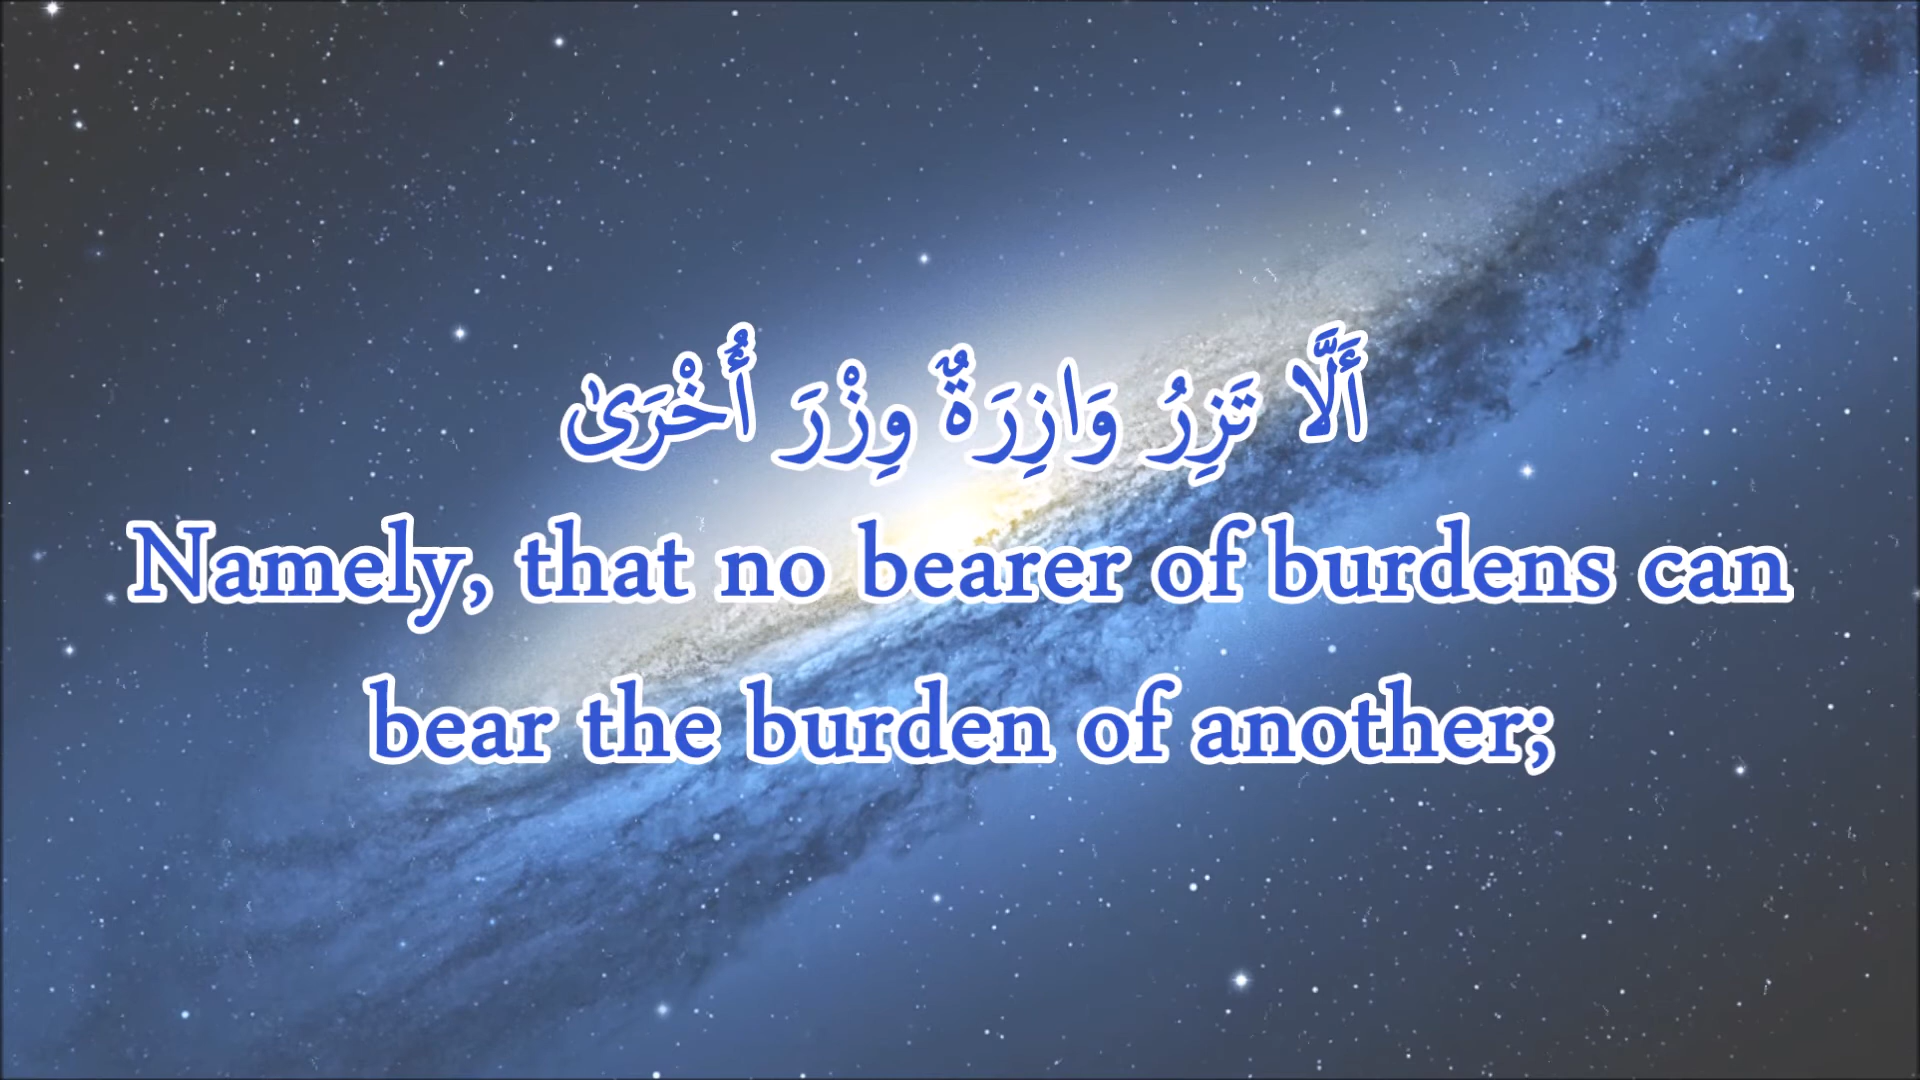 أَلَّا تَزِرُ وَازِرَةٌ وِزْرَ أُخْرَىٰ
Namely, that no bearer of burdens can
bear the burden of another;